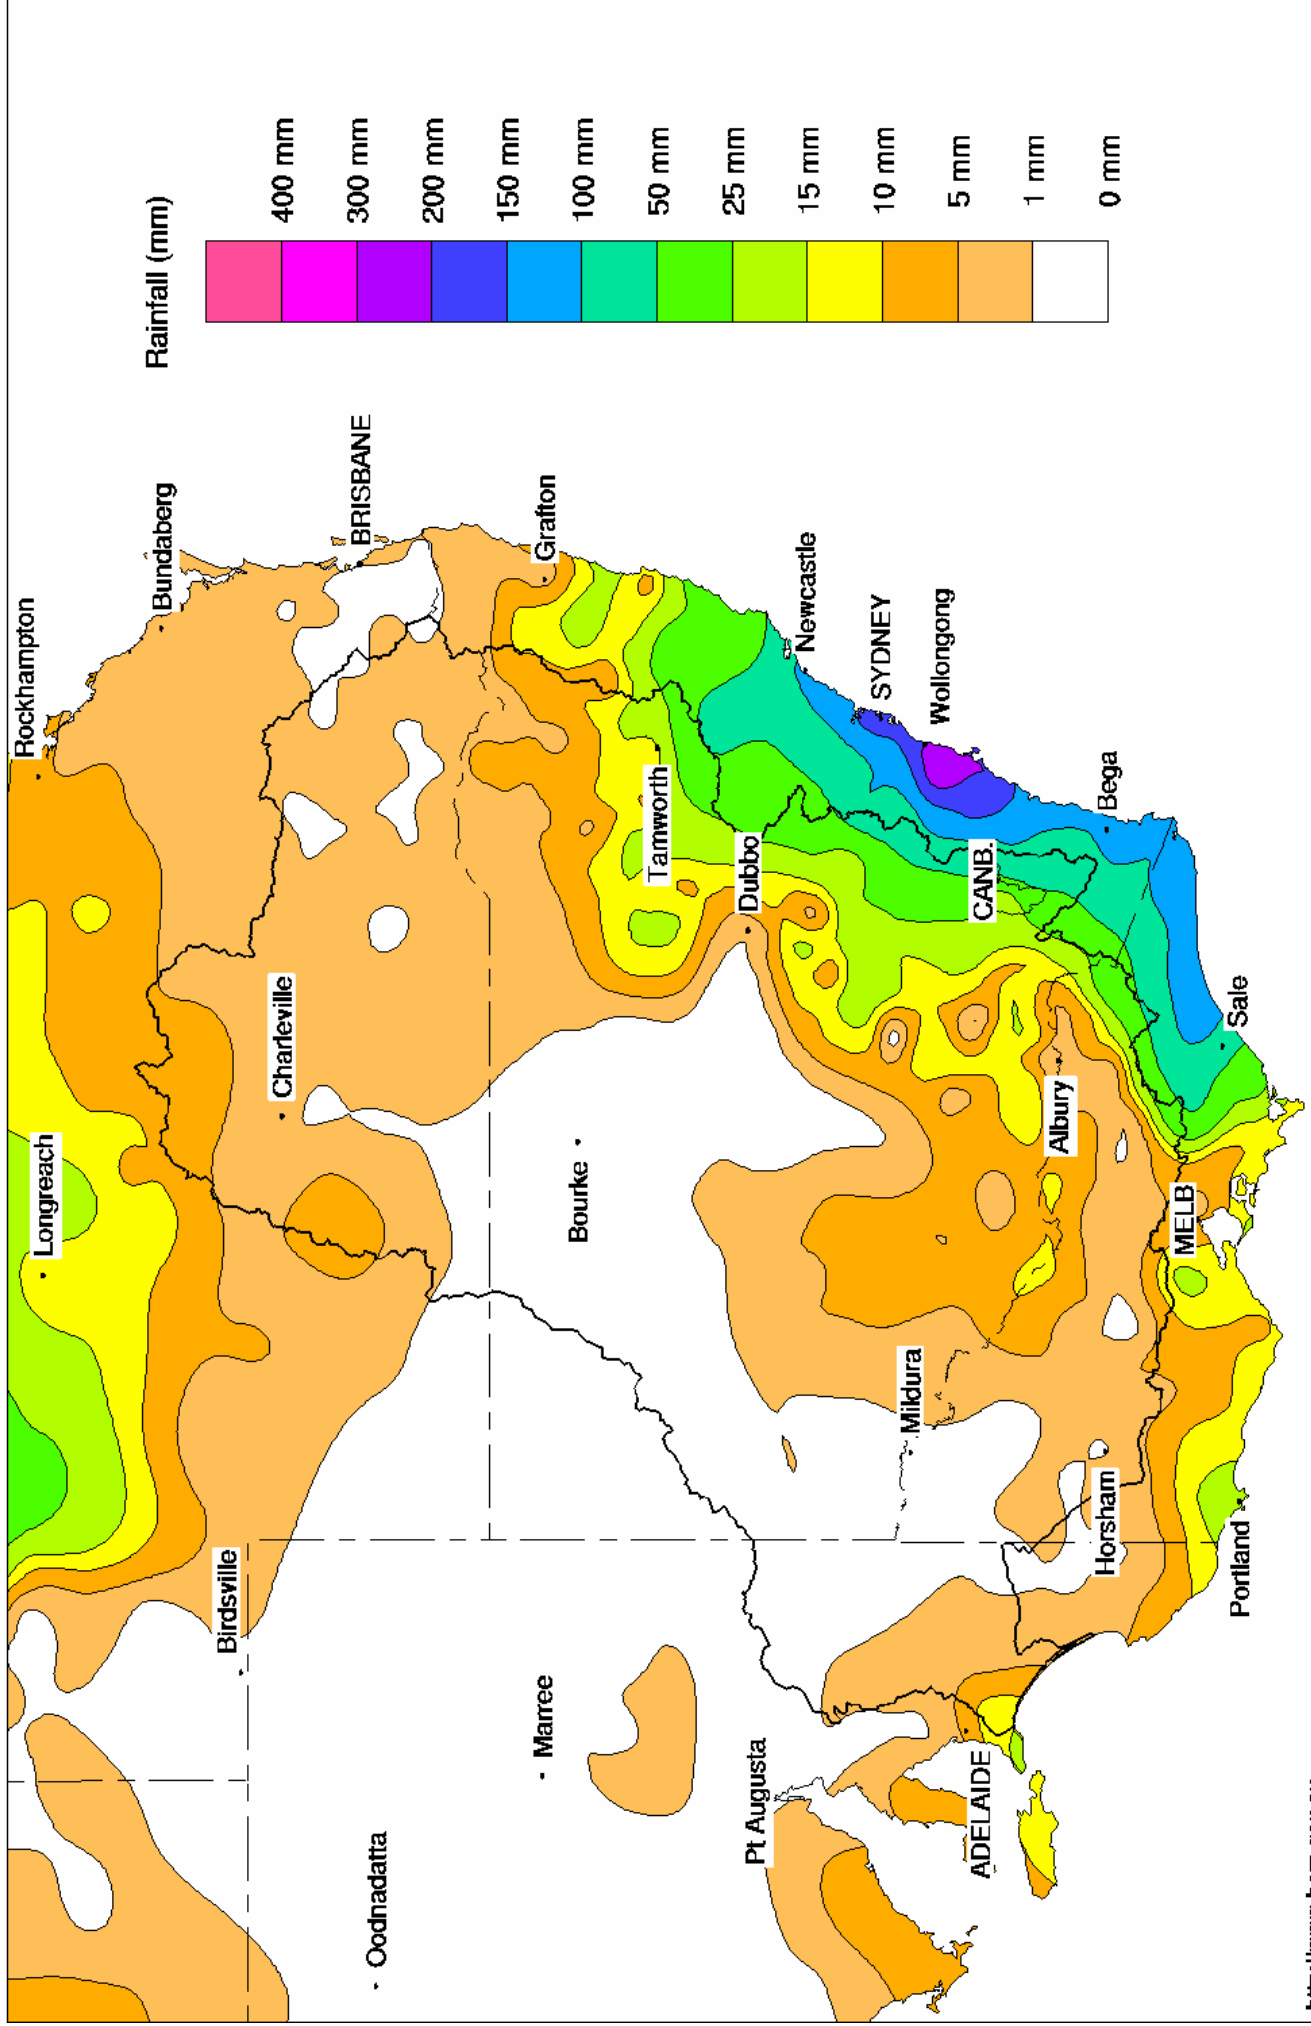 Rainfall (mm)
400 mm
300 mm
200 mm
150 mm
100 mm
50 mm
25 mm
15 mm
10 mm
5 mm
1 mm
0 mm
Rockhampton
Longreach
Bundaberg
Birdsville
Charleville
BRISBANE
Oodnadatta
Marree
Bourke
Grafton
Tamworth
Pt Augusta
Dubbo
Newcastle
Mildura
SYDNEY
Wollongong
ADELAIDE
CANB.
Albury
Horsham
Bega
MELB
Portland
Sale